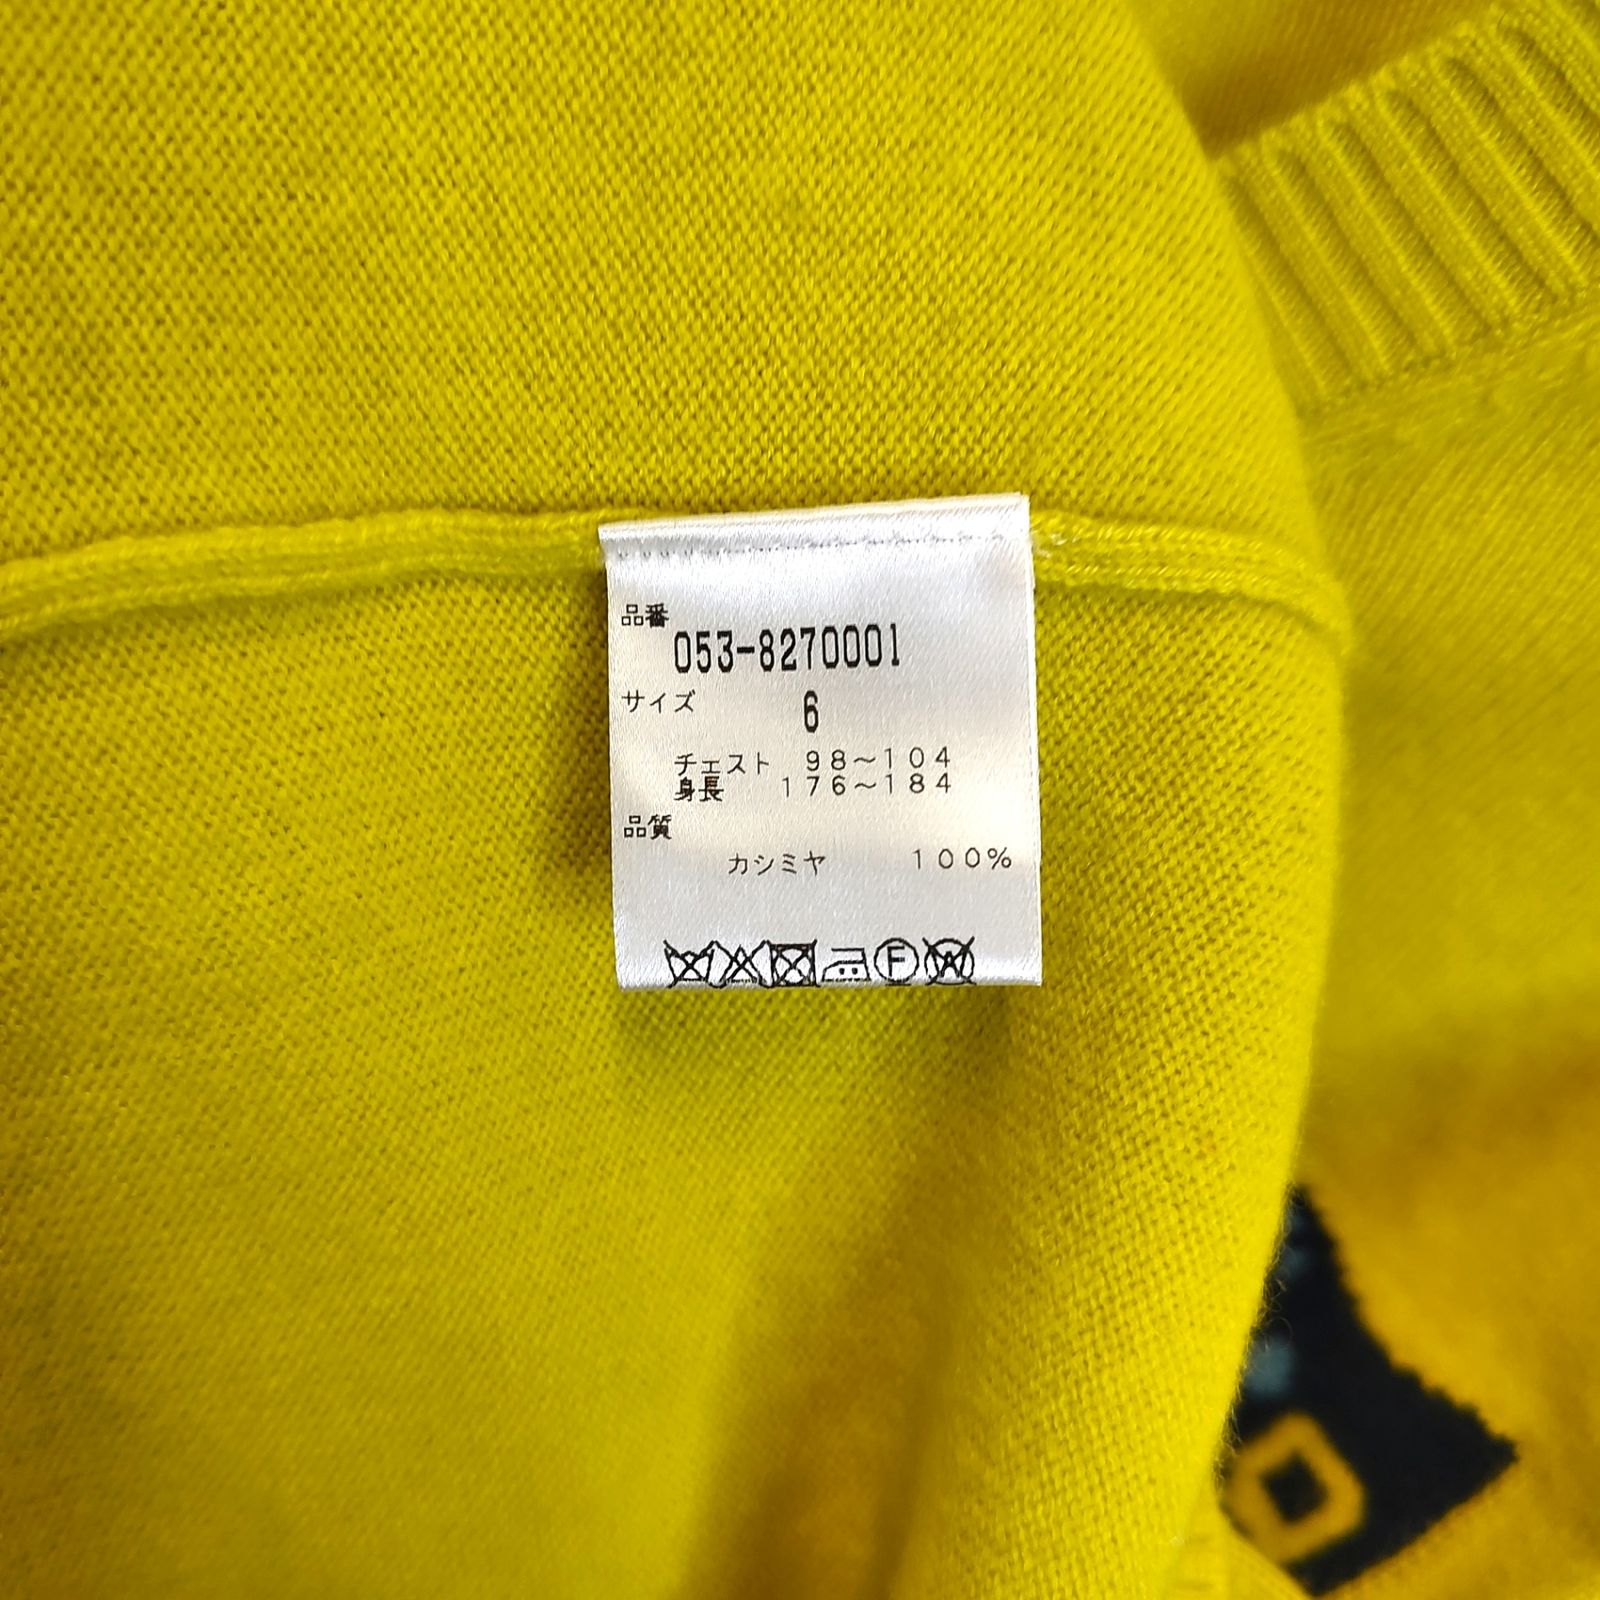 品番
053-8270001
サイズ 6
チェスト 98~104
身長 176~184
品質
カシミヤ 100%
F W